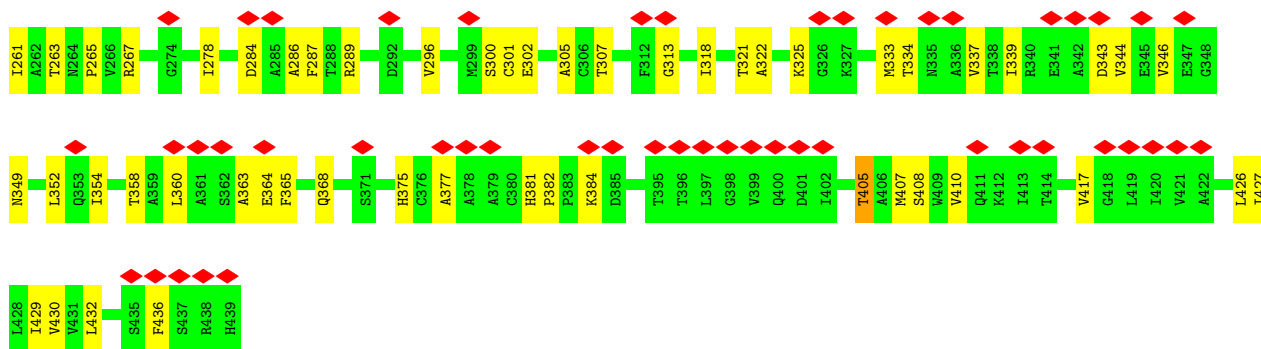 I261 A262 T263 N264 P265 V266 R267 G274 I278 D284 A285 A286 F287 T288 R289 D292 V296 M299 S300 C301 E302 A305 C306 T307 F312 G313 I318 T321 A322 K325 G326 K327 M333 T334 N335 A336 V337 T338 I339 R340 E341 A342 D343 V344 E345 V346 E347 G348
N349 L352 Q353 I354 T358 A359 L360 A361 S362 A363 E364 F365 Q368 S371 H375 C376 A377 A378 A379 C380 H381 P382 P383 K384 D385 T395 T396 L397 G398 V399 Q400 D401 I402 T405 A406 M407 S408 W409 V410 Q411 K412 I413 T414 V417 G418 L419 I420 V421 A422 L426 I427
L428 I429 V430 V431 L432 S435 F436 S437 R438 H439